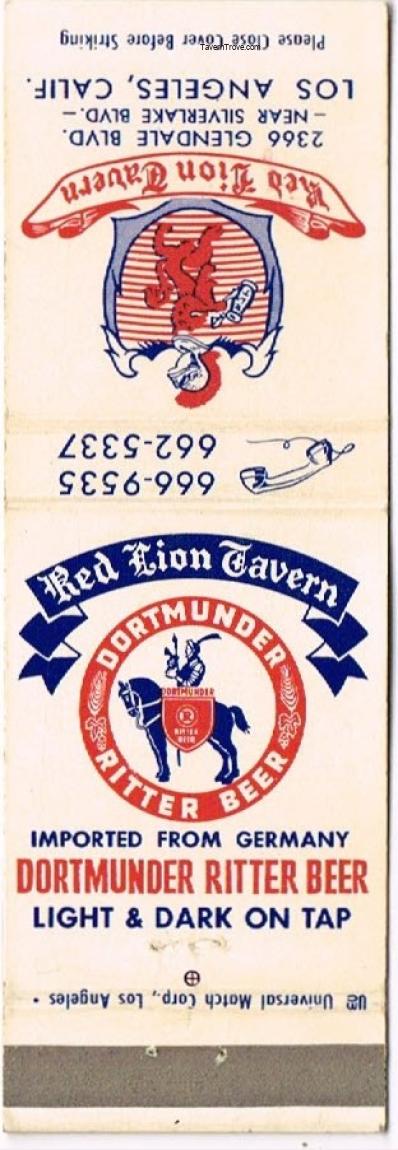 Please Close Cover Before Striking
TavernTrove.com
LOS ANGELES, CALIF.
— NEAR SILVERLAKE BLVD. —
2366 GLENDALE BLVD.
Red Lion Tavern
662-5337
666-9535
Red Lion Tavern
DORTMUNDER
DORTMUNDER
R
RITTER
BEER
RITTER BEER
IMPORTED FROM GERMANY
DORTMUNDER RITTER BEER
LIGHT & DARK ON TAP
Universal Match Corp., Los Angeles